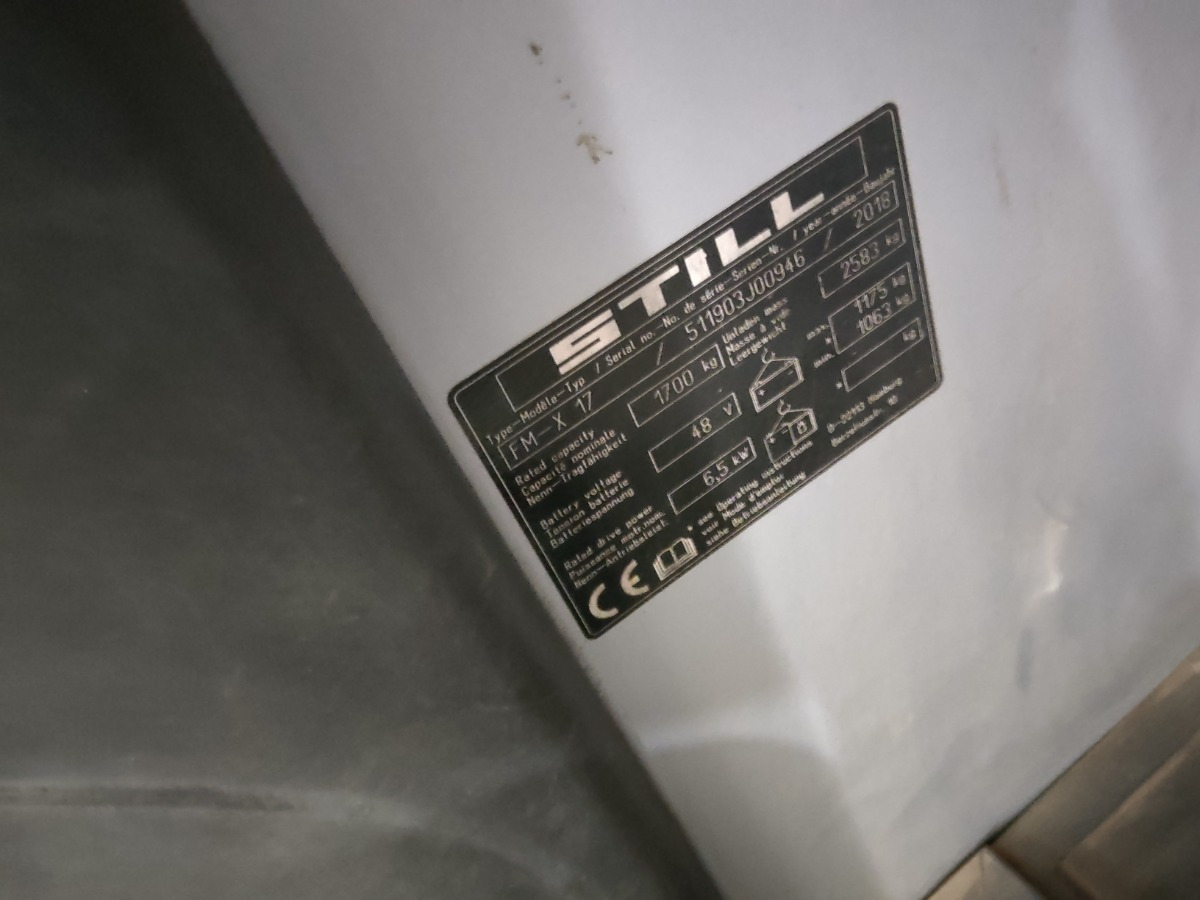 STILL
Type-Modèle-Typ / Serial no.-No. de série-Serien-Nr. / year-année-Baujahr
FM X 17 / 511903J00946 / 2018
Rated capacity
Capacité nominale
Nenn-Tragfähigkeit
1700 kg
Unladen mass
Masse à vide
Leergewicht
2583 kg
Battery voltage
Tension batterie
Batteriespannung
48 V
max. 1175 kg
* min. 1063 kg
Rated drive power
Puissance motr.nom.
Nenn-Antriebsleist.
6,5 kW
* kg
CE
* see Operating instructions
voir Mode d'emploi
siehe Betriebsanleitung
Hamburg